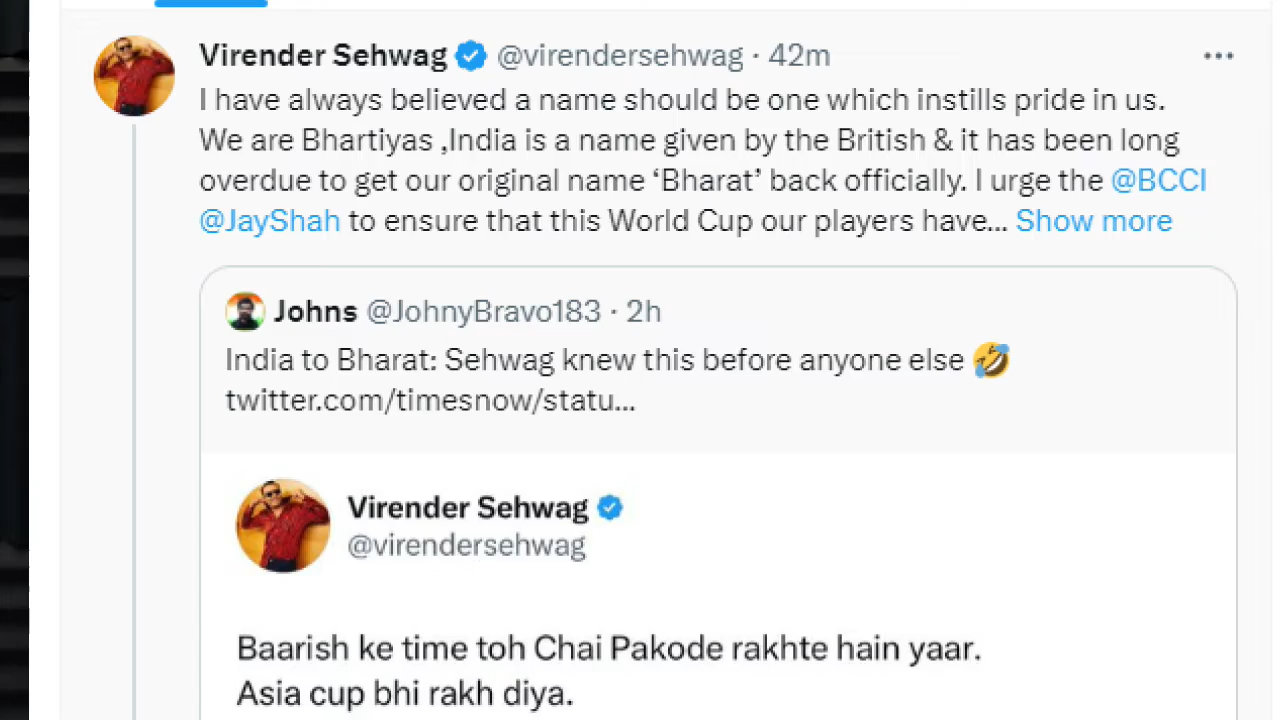 Virender Sehwag @virendersehwag · 42m
I have always believed a name should be one which instills pride in us.
We are Bhartiyas ,India is a name given by the British & it has been long
overdue to get our original name ‘Bharat’ back officially. I urge the @BCCI
@JayShah to ensure that this World Cup our players have... Show more
Johns @JohnyBravo183 · 2h
India to Bharat: Sehwag knew this before anyone else 🤣
twitter.com/timesnow/statu...
Virender Sehwag
@virendersehwag
Baarish ke time toh Chai Pakode rakhte hain yaar.
Asia cup bhi rakh diya.